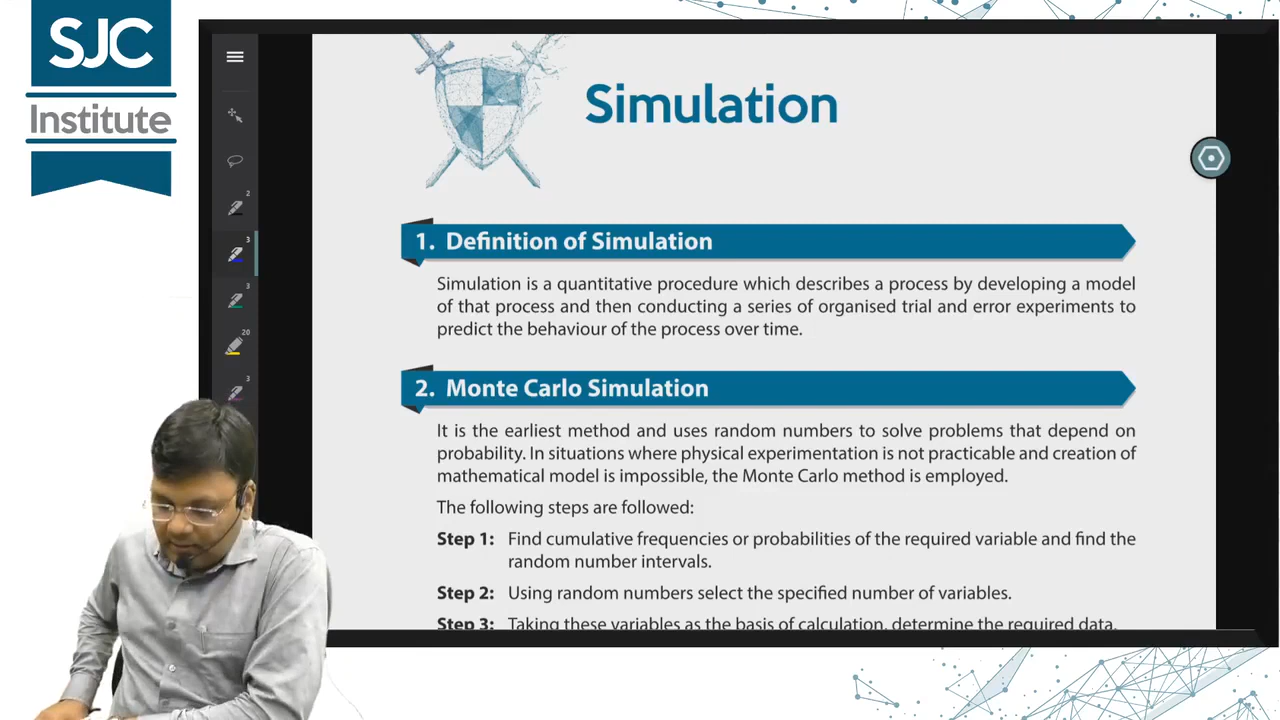 SJC
Institute
2
3
3
20
3
Simulation
1. Definition of Simulation
Simulation is a quantitative procedure which describes a process by developing a model
of that process and then conducting a series of organised trial and error experiments to
predict the behaviour of the process over time.
2. Monte Carlo Simulation
It is the earliest method and uses random numbers to solve problems that depend on
probability. In situations where physical experimentation is not practicable and creation of
mathematical model is impossible, the Monte Carlo method is employed.
The following steps are followed:
Step 1: Find cumulative frequencies or probabilities of the required variable and find the
random number intervals.
Step 2: Using random numbers select the specified number of variables.
Step 3: Taking these variables as the basis of calculation, determine the required data.